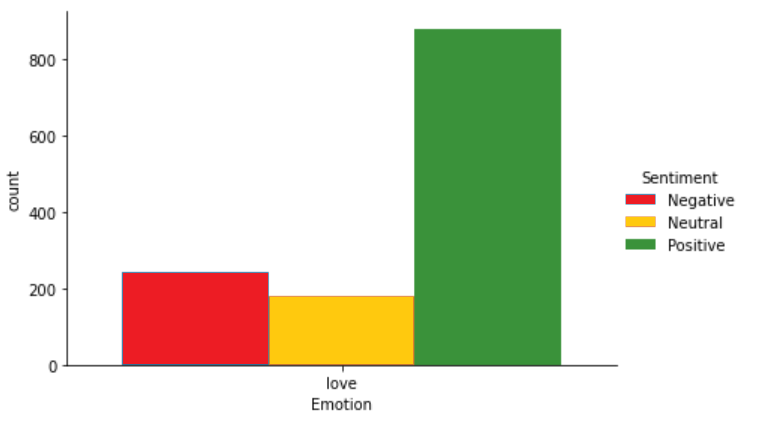 800
600
400
200
0
count
love
Emotion
Sentiment
Negative
Neutral
Positive